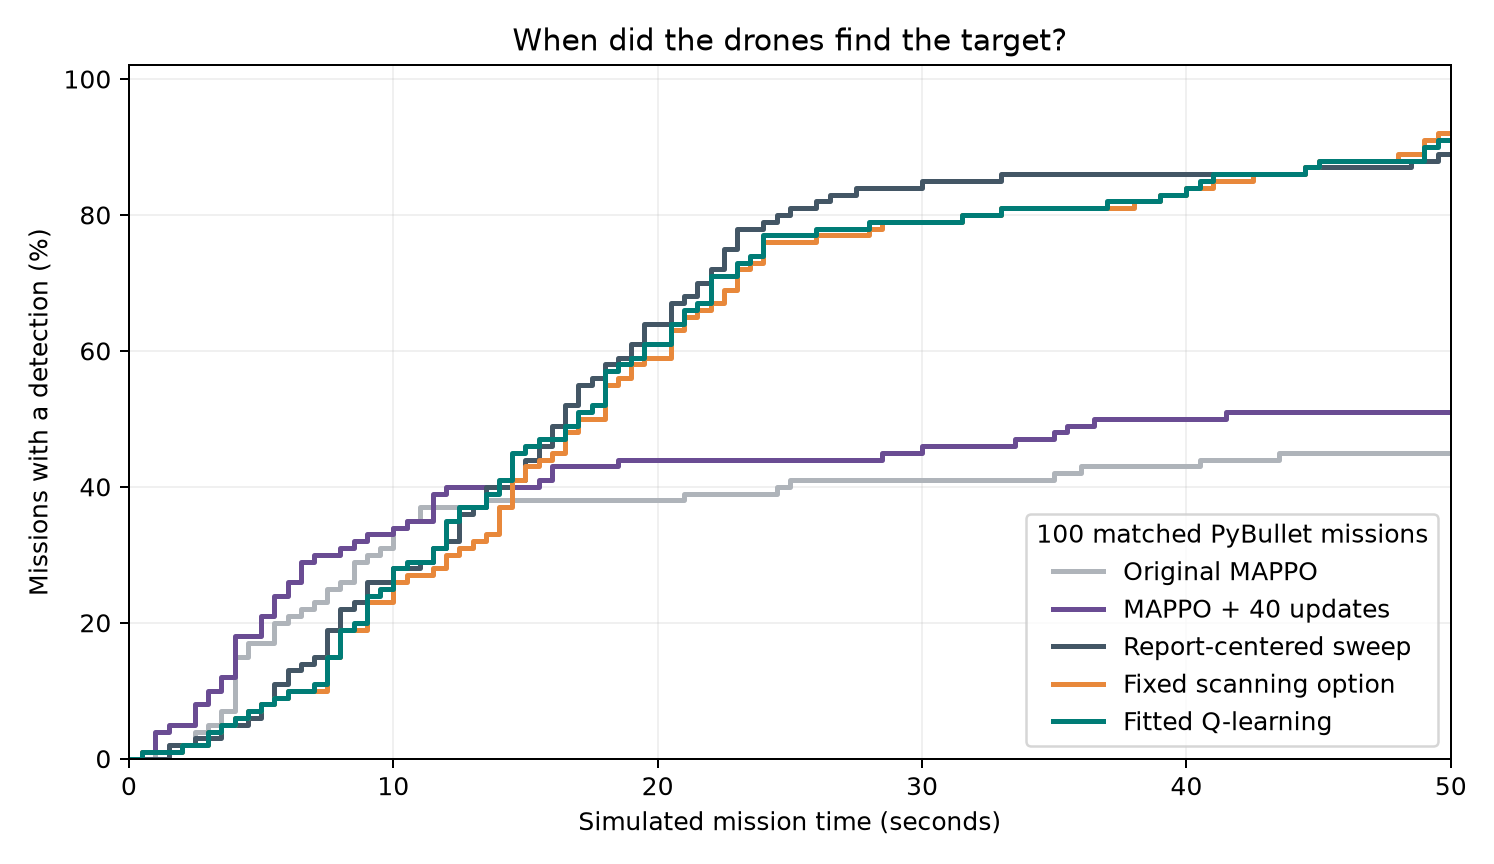 When did the drones find the target?
Missions with a detection (%)
100
80
60
40
20
0
0 10 20 30 40 50
Simulated mission time (seconds)
100 matched PyBullet missions
Original MAPPO
MAPPO + 40 updates
Report-centered sweep
Fixed scanning option
Fitted Q-learning